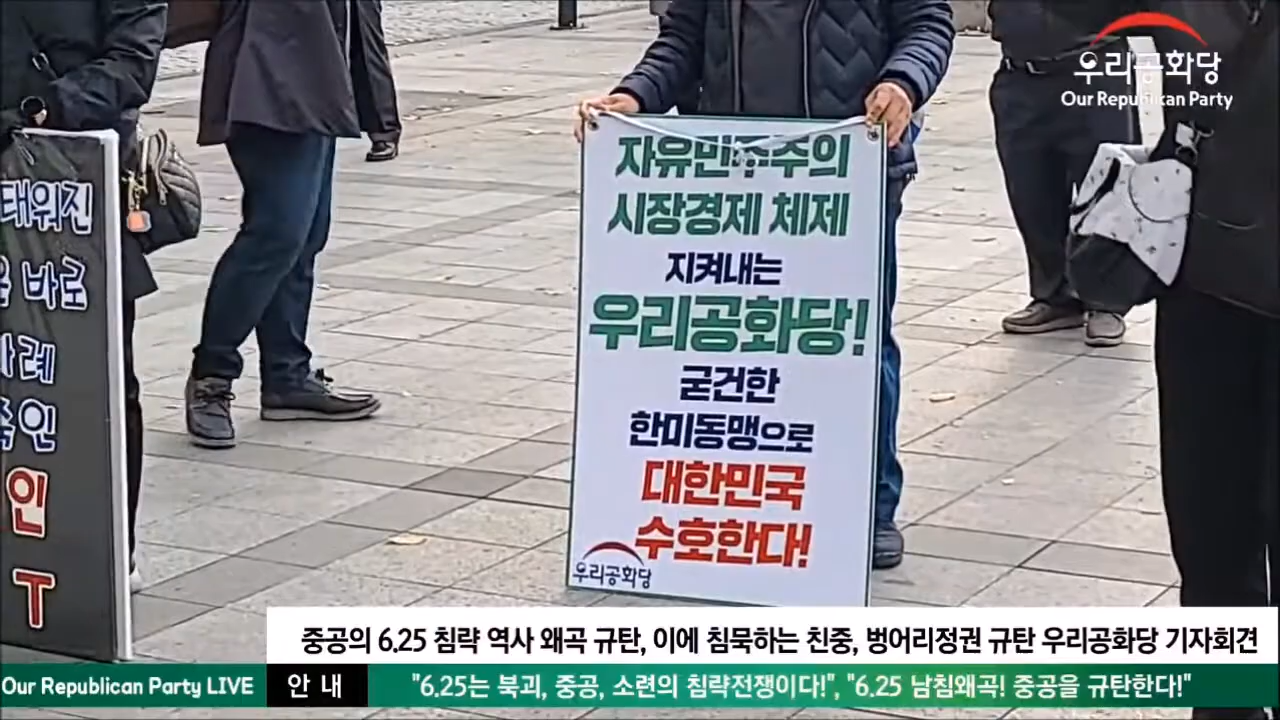 우리공화당
Our Republican Party
태워진
바로
사례
인
T
자유민주주의
시장경제 체제
지켜내는
우리공화당!
굳건한
한미동맹으로
대한민국
수호한다!
우리공화당
중공의 6.25 침략 역사 왜곡 규탄, 이에 침묵하는 친중, 벙어리정권 규탄 우리공화당 기자회견
Our Republican Party LIVE
안 내
"6.25는 북괴, 중공, 소련의 침략전쟁이다!", "6.25 남침왜곡! 중공을 규탄한다!"